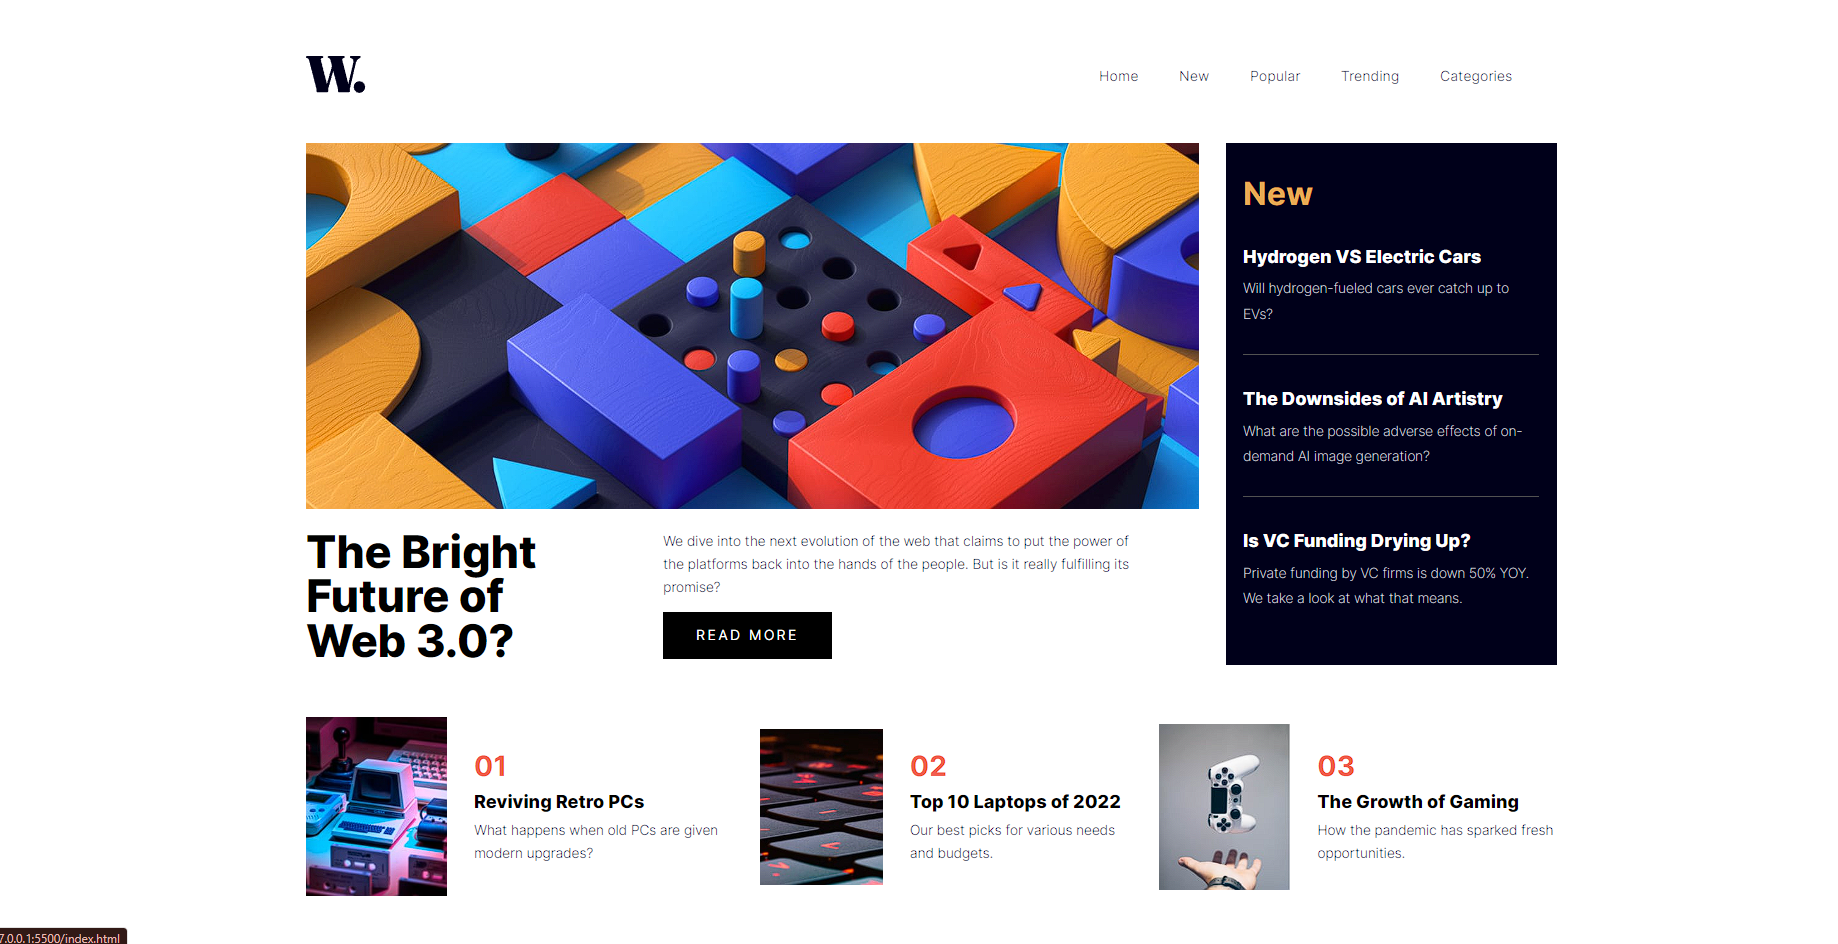 W.
Home New Popular Trending Categories
New
Hydrogen VS Electric Cars
Will hydrogen-fueled cars ever catch up to
EVs?
The Downsides of AI Artistry
What are the possible adverse effects of on-
demand AI image generation?
Is VC Funding Drying Up?
Private funding by VC firms is down 50% YOY.
We take a look at what that means.
The Bright
Future of
Web 3.0?
We dive into the next evolution of the web that claims to put the power of
the platforms back into the hands of the people. But is it really fulfilling its
promise?
READ MORE
01
Reviving Retro PCs
What happens when old PCs are given
modern upgrades?
02
Top 10 Laptops of 2022
Our best picks for various needs
and budgets.
03
The Growth of Gaming
How the pandemic has sparked fresh
opportunities.
7.0.0.1:5500/index.html